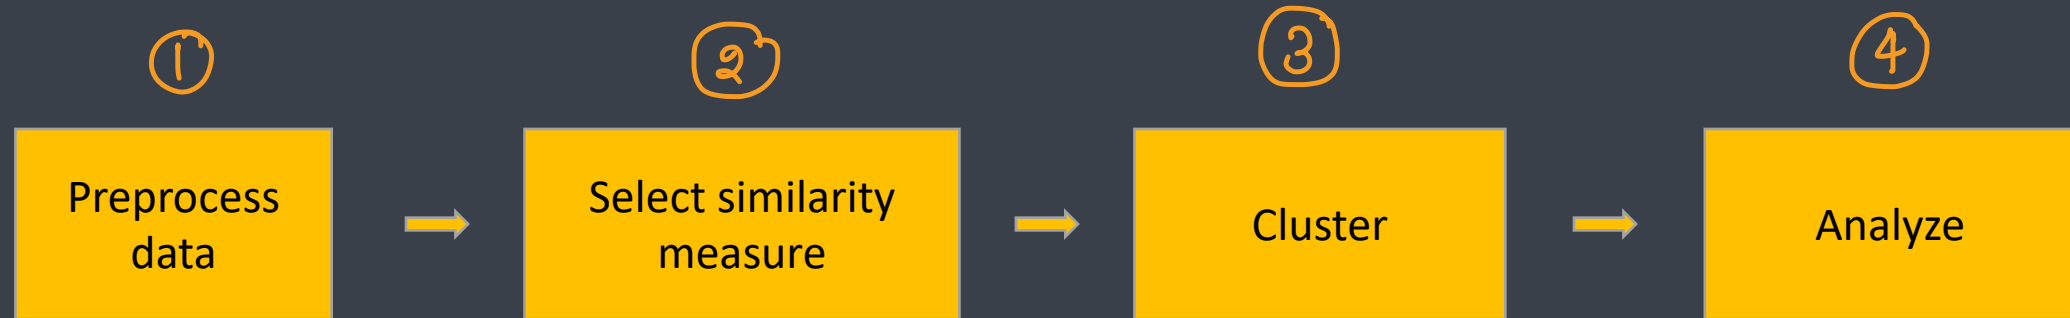 1
2
3
4
Preprocess
data
Select similarity
measure
Cluster
Analyze